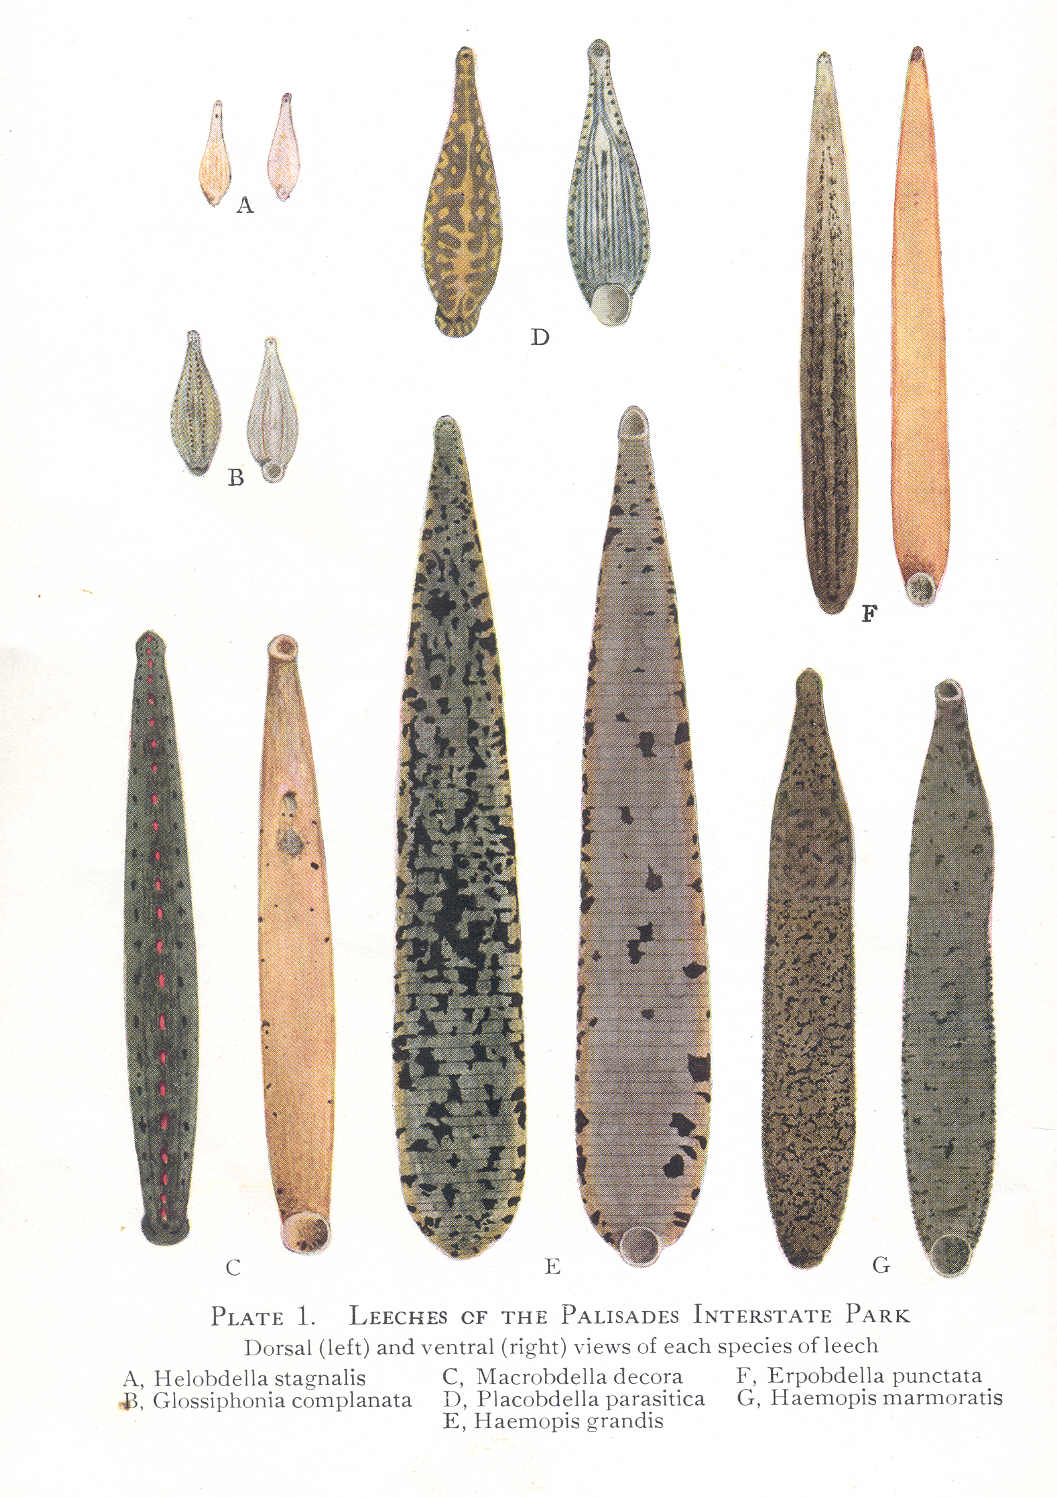 A
D
B
F
C
E
G
PLATE 1. LEECHES OF THE PALISADES INTERSTATE PARK
Dorsal (left) and ventral (right) views of each species of leech
A, Helobdella stagnalis
B, Glossiphonia complanata
C, Macrobdella decora
D, Placobdella parasitica
E, Haemopis grandis
F, Erpobdella punctata
G, Haemopis marmoratis